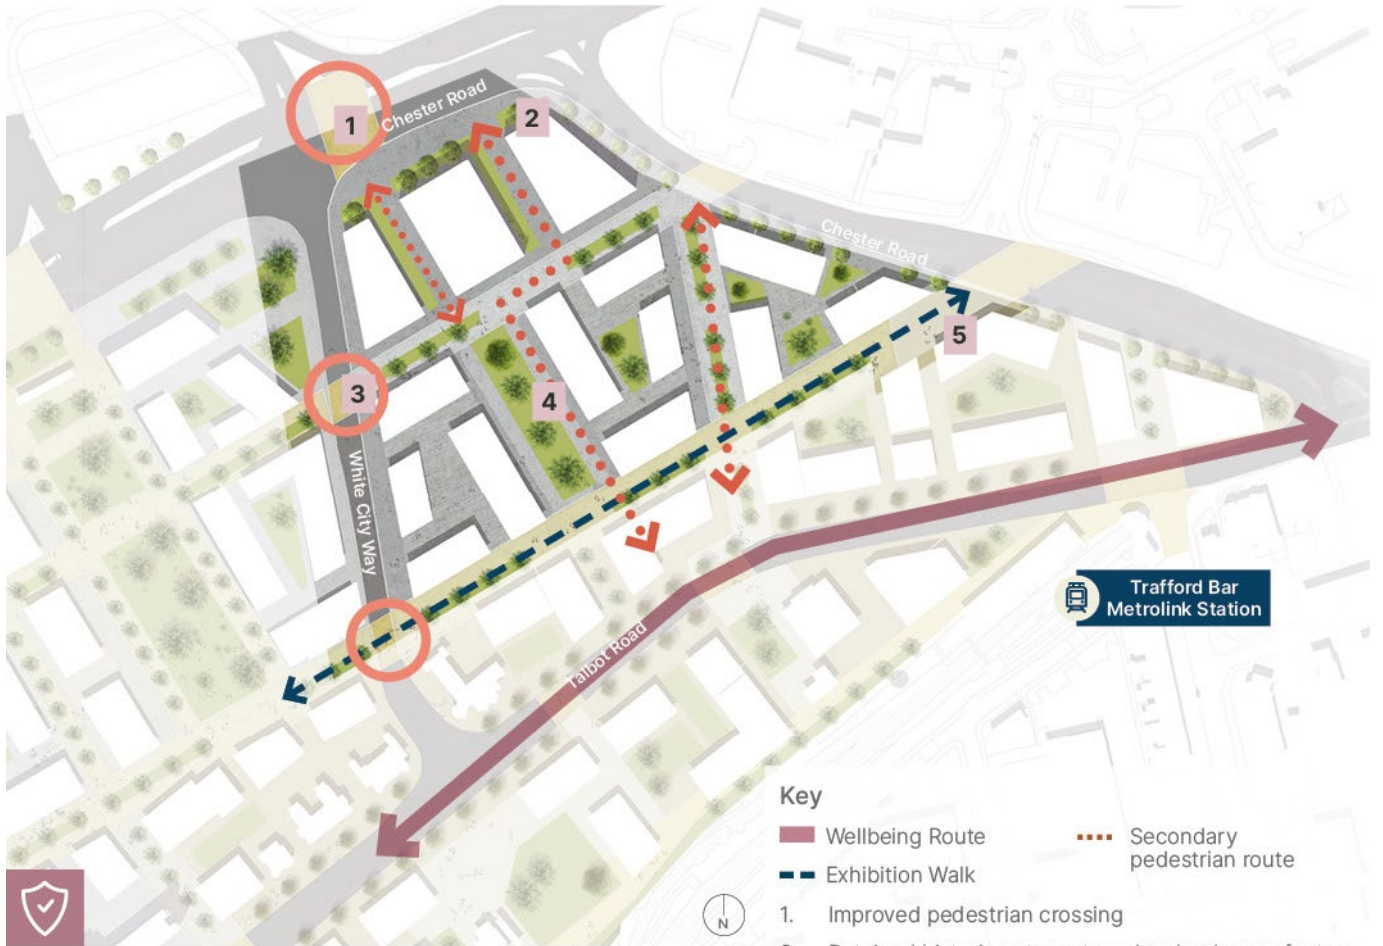 Chester Road
1
2
Chester Road
5
3
4
White City Way
Trafford Bar
Metrolink Station
Talbot Road
Key
Wellbeing Route
Secondary
pedestrian route
Exhibition Walk
N
1. Improved pedestrian crossing